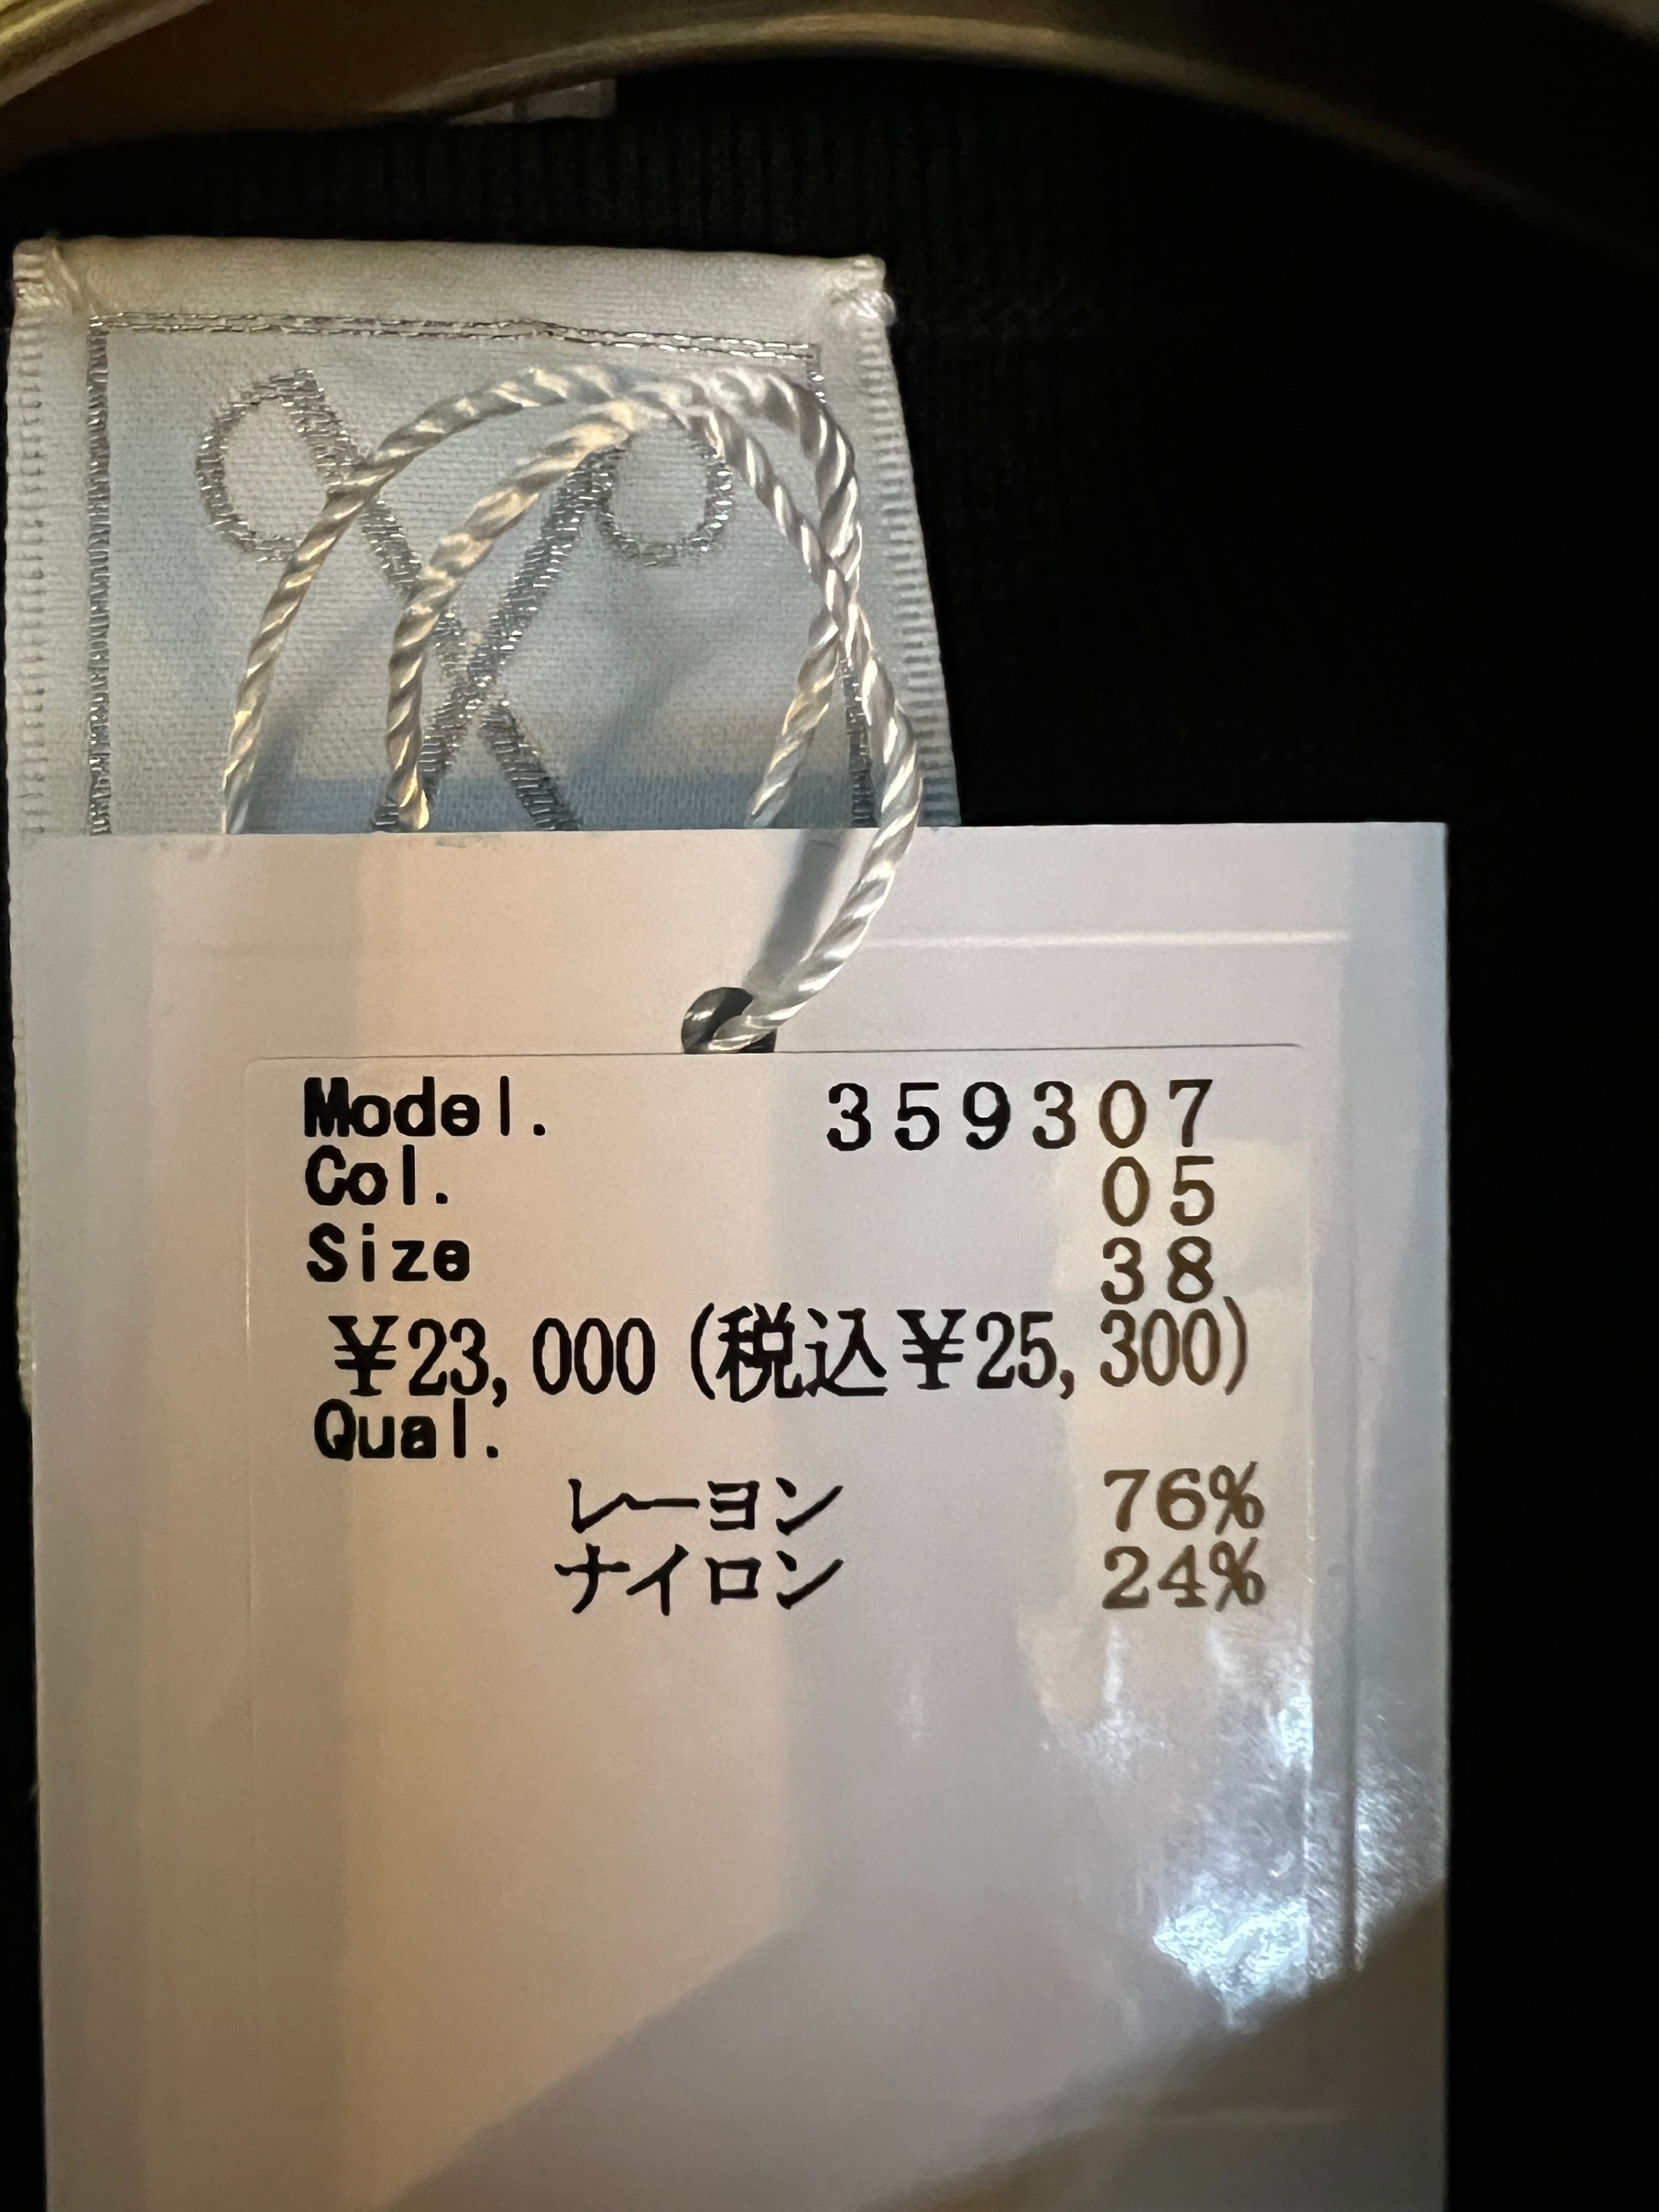 Model. 359307
Col. 05
Size 38
¥23,000(税込¥25,300)
Qual.
レーヨン 76%
ナイロン 24%